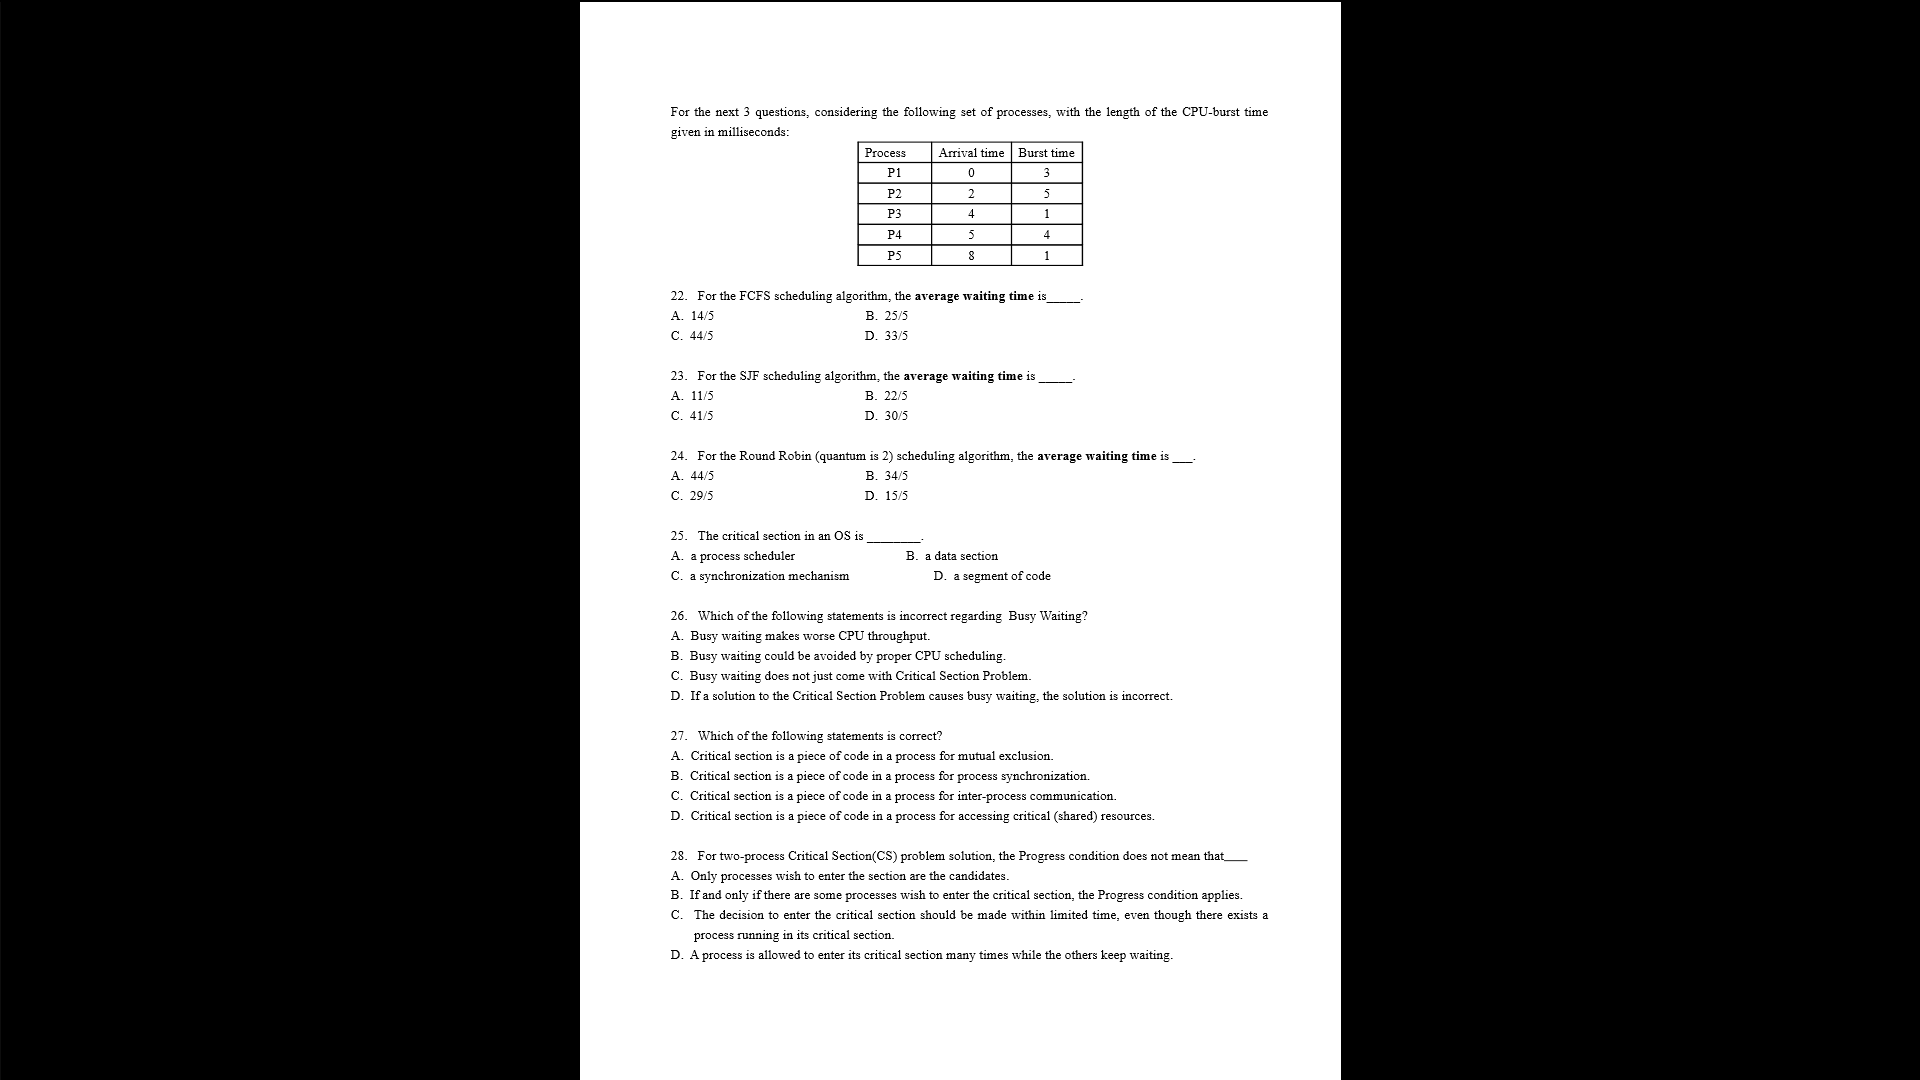 For the next 3 questions, considering the following set of processes, with the length of the CPU-burst time
given in milliseconds:
Process Arrival time Burst time
P1 0 3
P2 2 5
P3 4 1
P4 5 4
P5 8 1
22. For the FCFS scheduling algorithm, the average waiting time is_____.
A. 14/5 B. 25/5
C. 44/5 D. 33/5
23. For the SJF scheduling algorithm, the average waiting time is _____.
A. 11/5 B. 22/5
C. 41/5 D. 30/5
24. For the Round Robin (quantum is 2) scheduling algorithm, the average waiting time is ___.
A. 44/5 B. 34/5
C. 29/5 D. 15/5
25. The critical section in an OS is ________.
A. a process scheduler B. a data section
C. a synchronization mechanism D. a segment of code
26. Which of the following statements is incorrect regarding Busy Waiting?
A. Busy waiting makes worse CPU throughput.
B. Busy waiting could be avoided by proper CPU scheduling.
C. Busy waiting does not just come with Critical Section Problem.
D. If a solution to the Critical Section Problem causes busy waiting, the solution is incorrect.
27. Which of the following statements is correct?
A. Critical section is a piece of code in a process for mutual exclusion.
B. Critical section is a piece of code in a process for process synchronization.
C. Critical section is a piece of code in a process for inter-process communication.
D. Critical section is a piece of code in a process for accessing critical (shared) resources.
28. For two-process Critical Section(CS) problem solution, the Progress condition does not mean that____
A. Only processes wish to enter the section are the candidates.
B. If and only if there are some processes wish to enter the critical section, the Progress condition applies.
C. The decision to enter the critical section should be made within limited time, even though there exists a
process running in its critical section.
D. A process is allowed to enter its critical section many times while the others keep waiting.